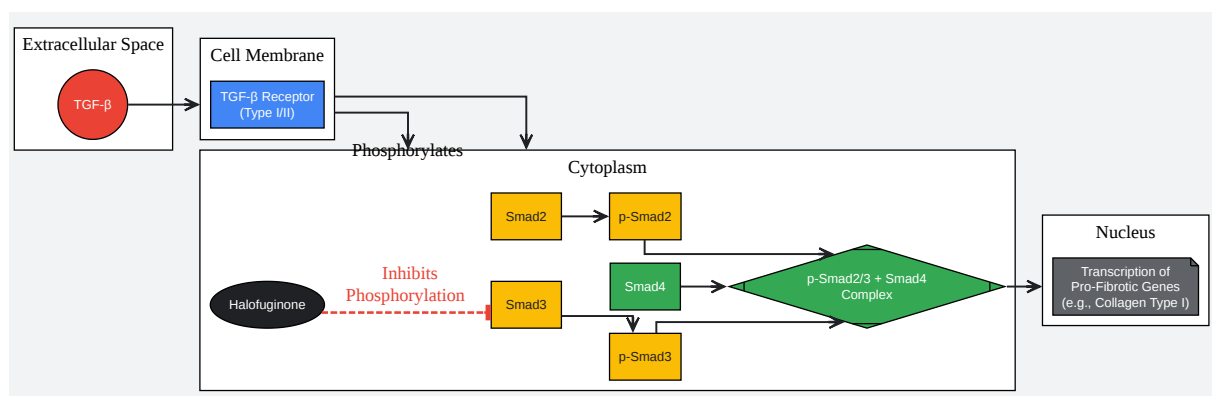 Extracellular Space
TGF-β
Cell Membrane
TGF-β Receptor
(Type I/II)
Phosphorylates
Cytoplasm
Smad2
p-Smad2
Smad4
Halofuginone
Inhibits
Phosphorylation
Smad3
p-Smad3
p-Smad2/3 + Smad4
Complex
Nucleus
Transcription of
Pro-Fibrotic Genes
(e.g., Collagen Type I)